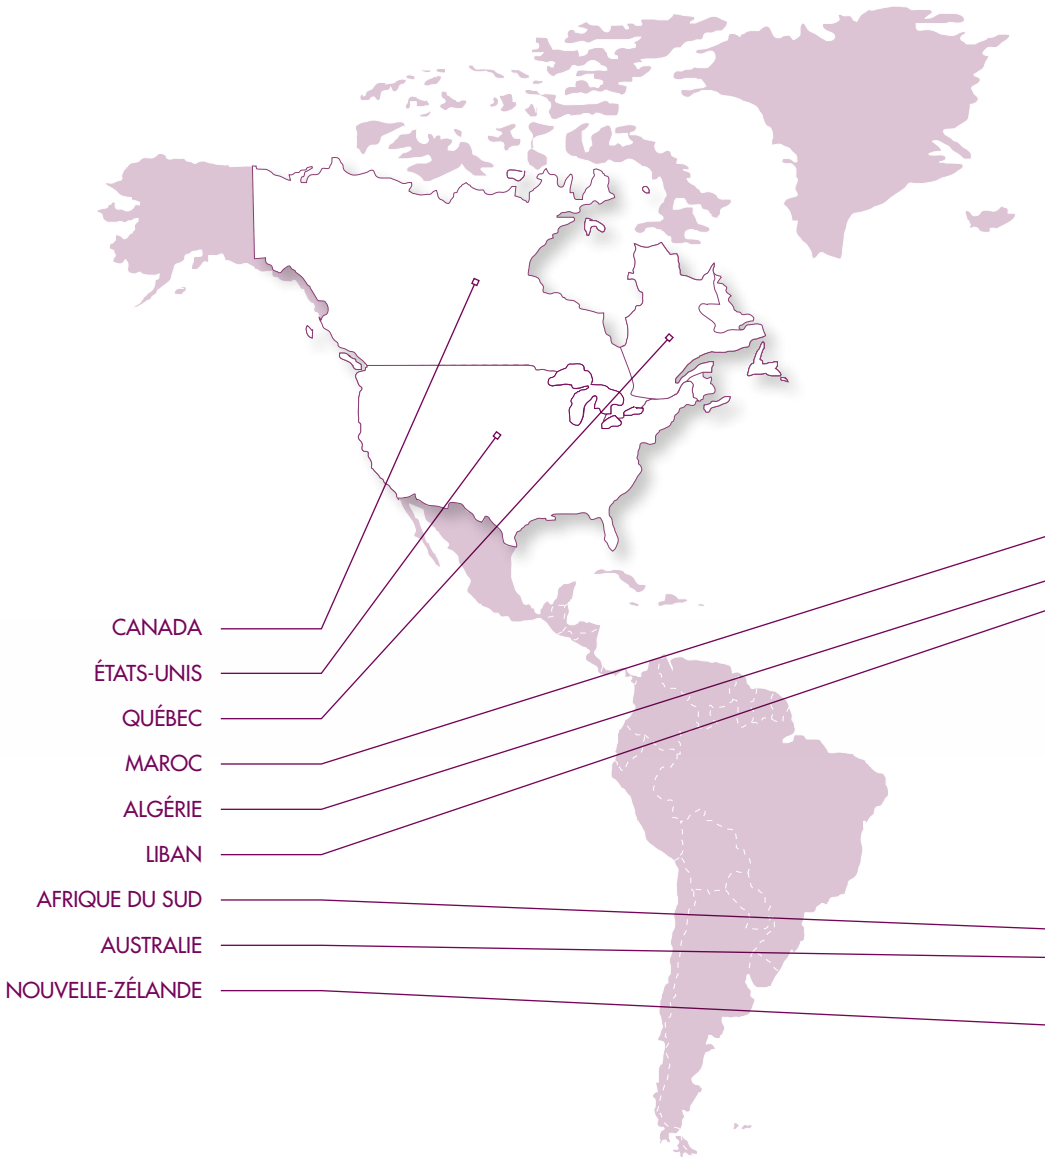 CANADA
ÉTATS-UNIS
QUÉBEC
MAROC
ALGÉRIE
LIBAN
AFRIQUE DU SUD
AUSTRALIE
NOUVELLE-ZÉLANDE